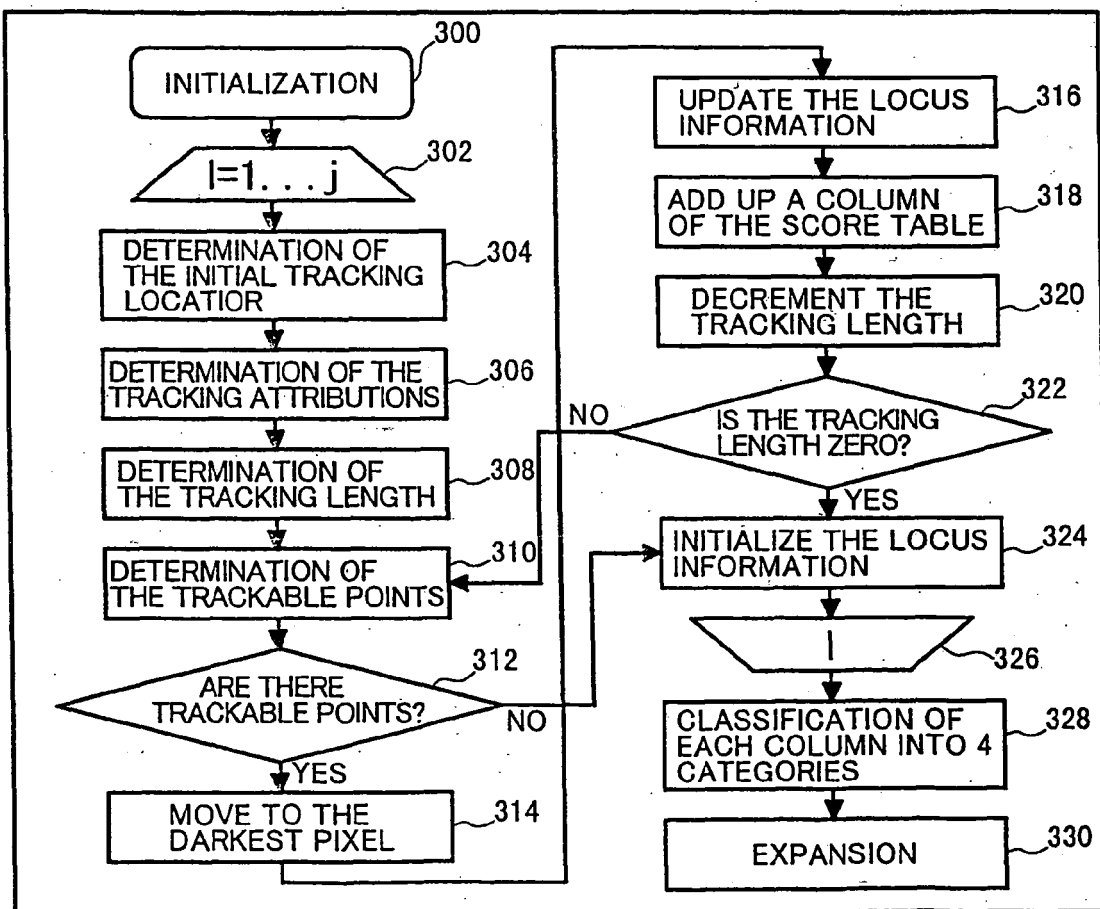 INITIALIZATION
300
I=1...j
302
DETERMINATION OF
THE INITIAL TRACKING
LOCATIOR
304
DETERMINATION OF THE
TRACKING ATTRIBUTIONS
306
DETERMINATION OF
THE TRACKING LENGTH
308
DETERMINATION OF
THE TRACKABLE POINTS
310
ARE THERE
TRACKABLE POINTS?
312
NO
YES
MOVE TO THE
DARKEST PIXEL
314
UPDATE THE LOCUS
INFORMATION
316
ADD UP A COLUMN
OF THE SCORE TABLE
318
DECREMENT THE
TRACKING LENGTH
320
IS THE TRACKING
LENGTH ZERO?
322
NO
YES
INITIALIZE THE LOCUS
INFORMATION
324
I
326
CLASSIFICATION OF
EACH COLUMN INTO 4
CATEGORIES
328
EXPANSION
330